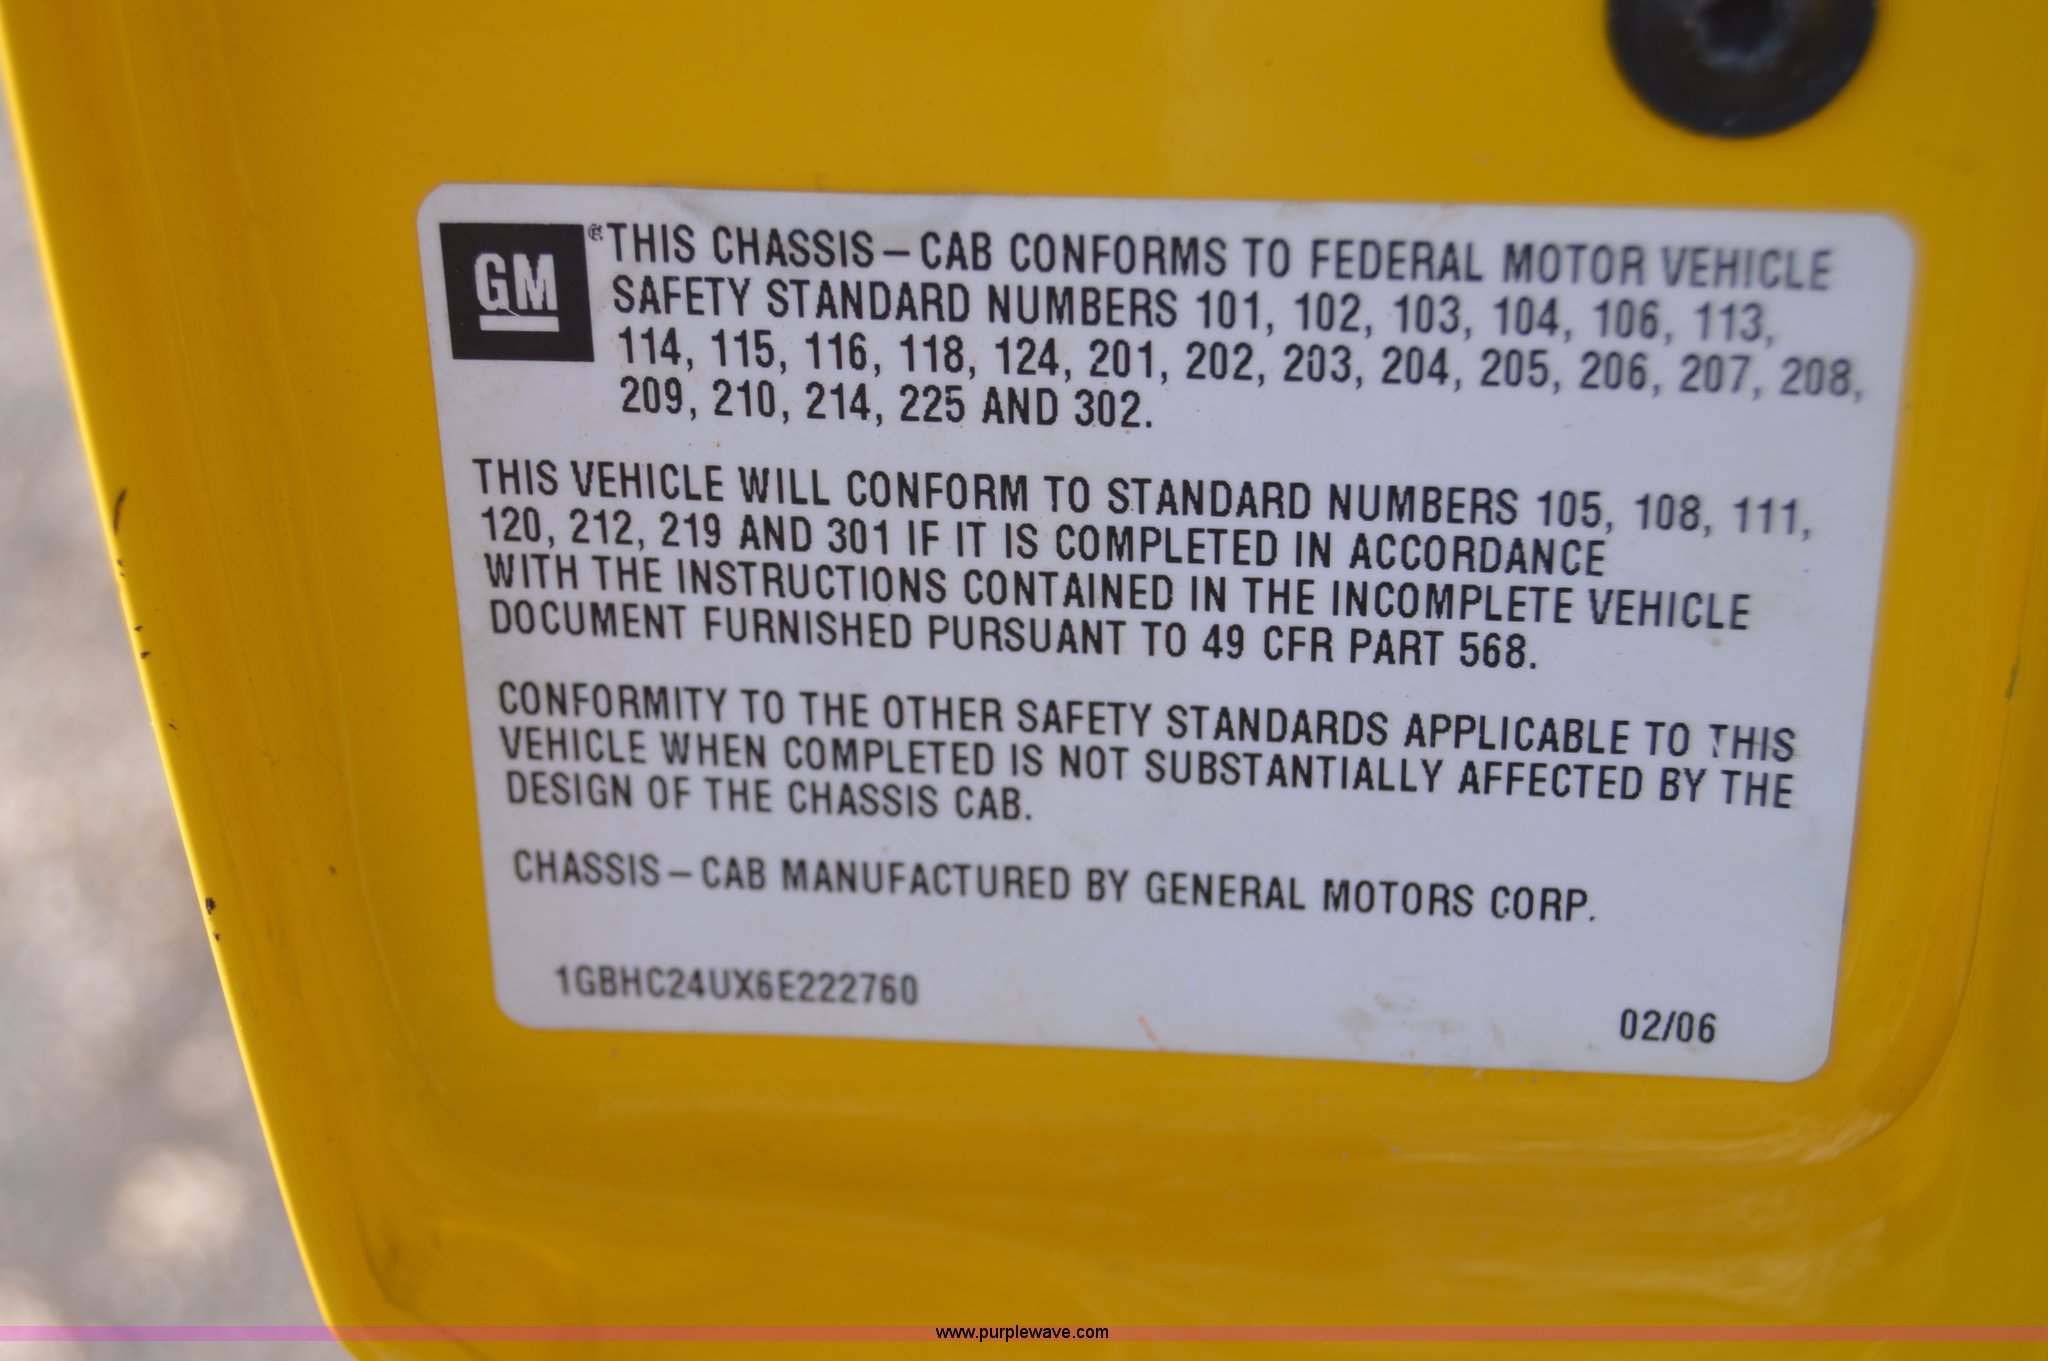 GM
® THIS CHASSIS–CAB CONFORMS TO FEDERAL MOTOR VEHICLE
SAFETY STANDARD NUMBERS 101, 102, 103, 104, 106, 113,
114, 115, 116, 118, 124, 201, 202, 203, 204, 205, 206, 207, 208,
209, 210, 214, 225 AND 302.
THIS VEHICLE WILL CONFORM TO STANDARD NUMBERS 105, 108, 111,
120, 212, 219 AND 301 IF IT IS COMPLETED IN ACCORDANCE
WITH THE INSTRUCTIONS CONTAINED IN THE INCOMPLETE VEHICLE
DOCUMENT FURNISHED PURSUANT TO 49 CFR PART 568.
CONFORMITY TO THE OTHER SAFETY STANDARDS APPLICABLE TO THIS
VEHICLE WHEN COMPLETED IS NOT SUBSTANTIALLY AFFECTED BY THE
DESIGN OF THE CHASSIS CAB.
CHASSIS–CAB MANUFACTURED BY GENERAL MOTORS CORP.
1GBHC24UX6E222760
02/06
www.purplewave.com